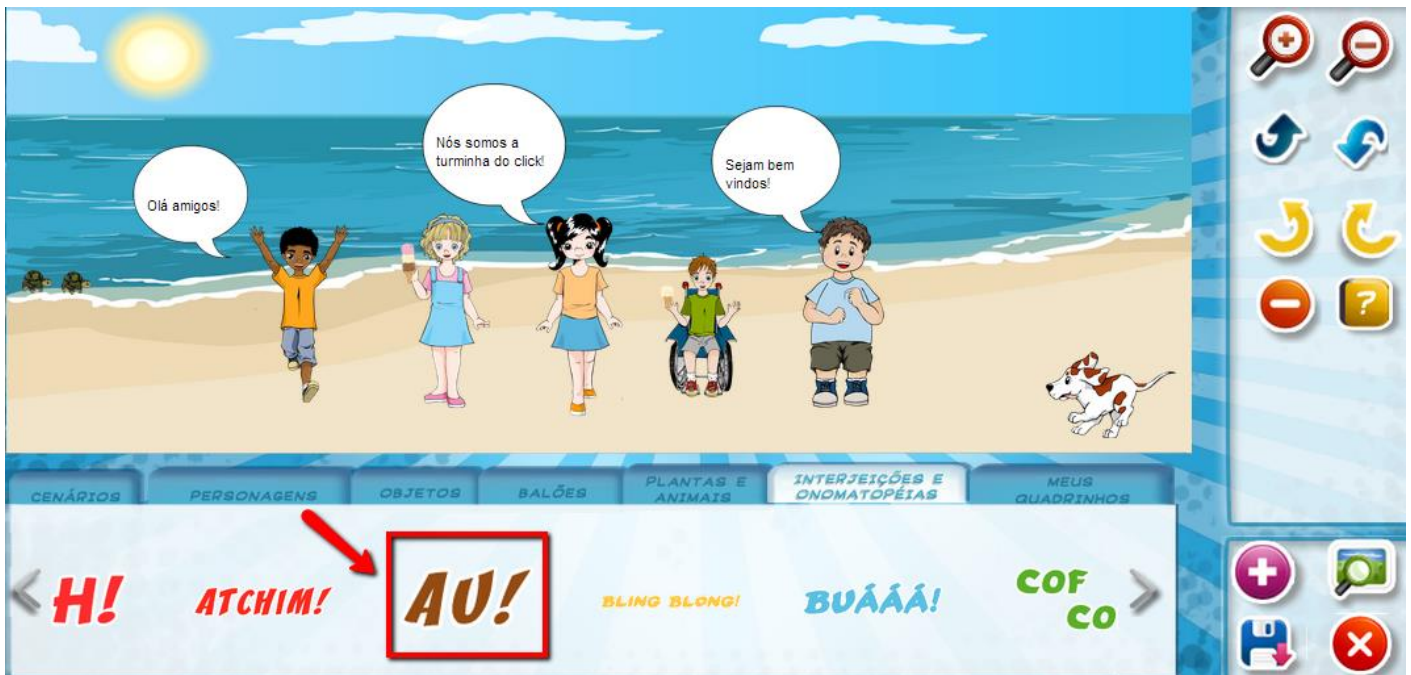 Nós somos a
turminha do click!
Sejam bem
vindos!
Olá amigos!
CENÁRIOS
PERSONAGENS
OBJETOS
BALÕES
PLANTAS E
ANIMAIS
INTERJEIÇÕES E
ONOMATOPÉIAS
MEUS
QUADRINHOS
H!
ATCHIM!
AU!
BLING BLONG!
BUÁÁÁ!
COF
CO
?